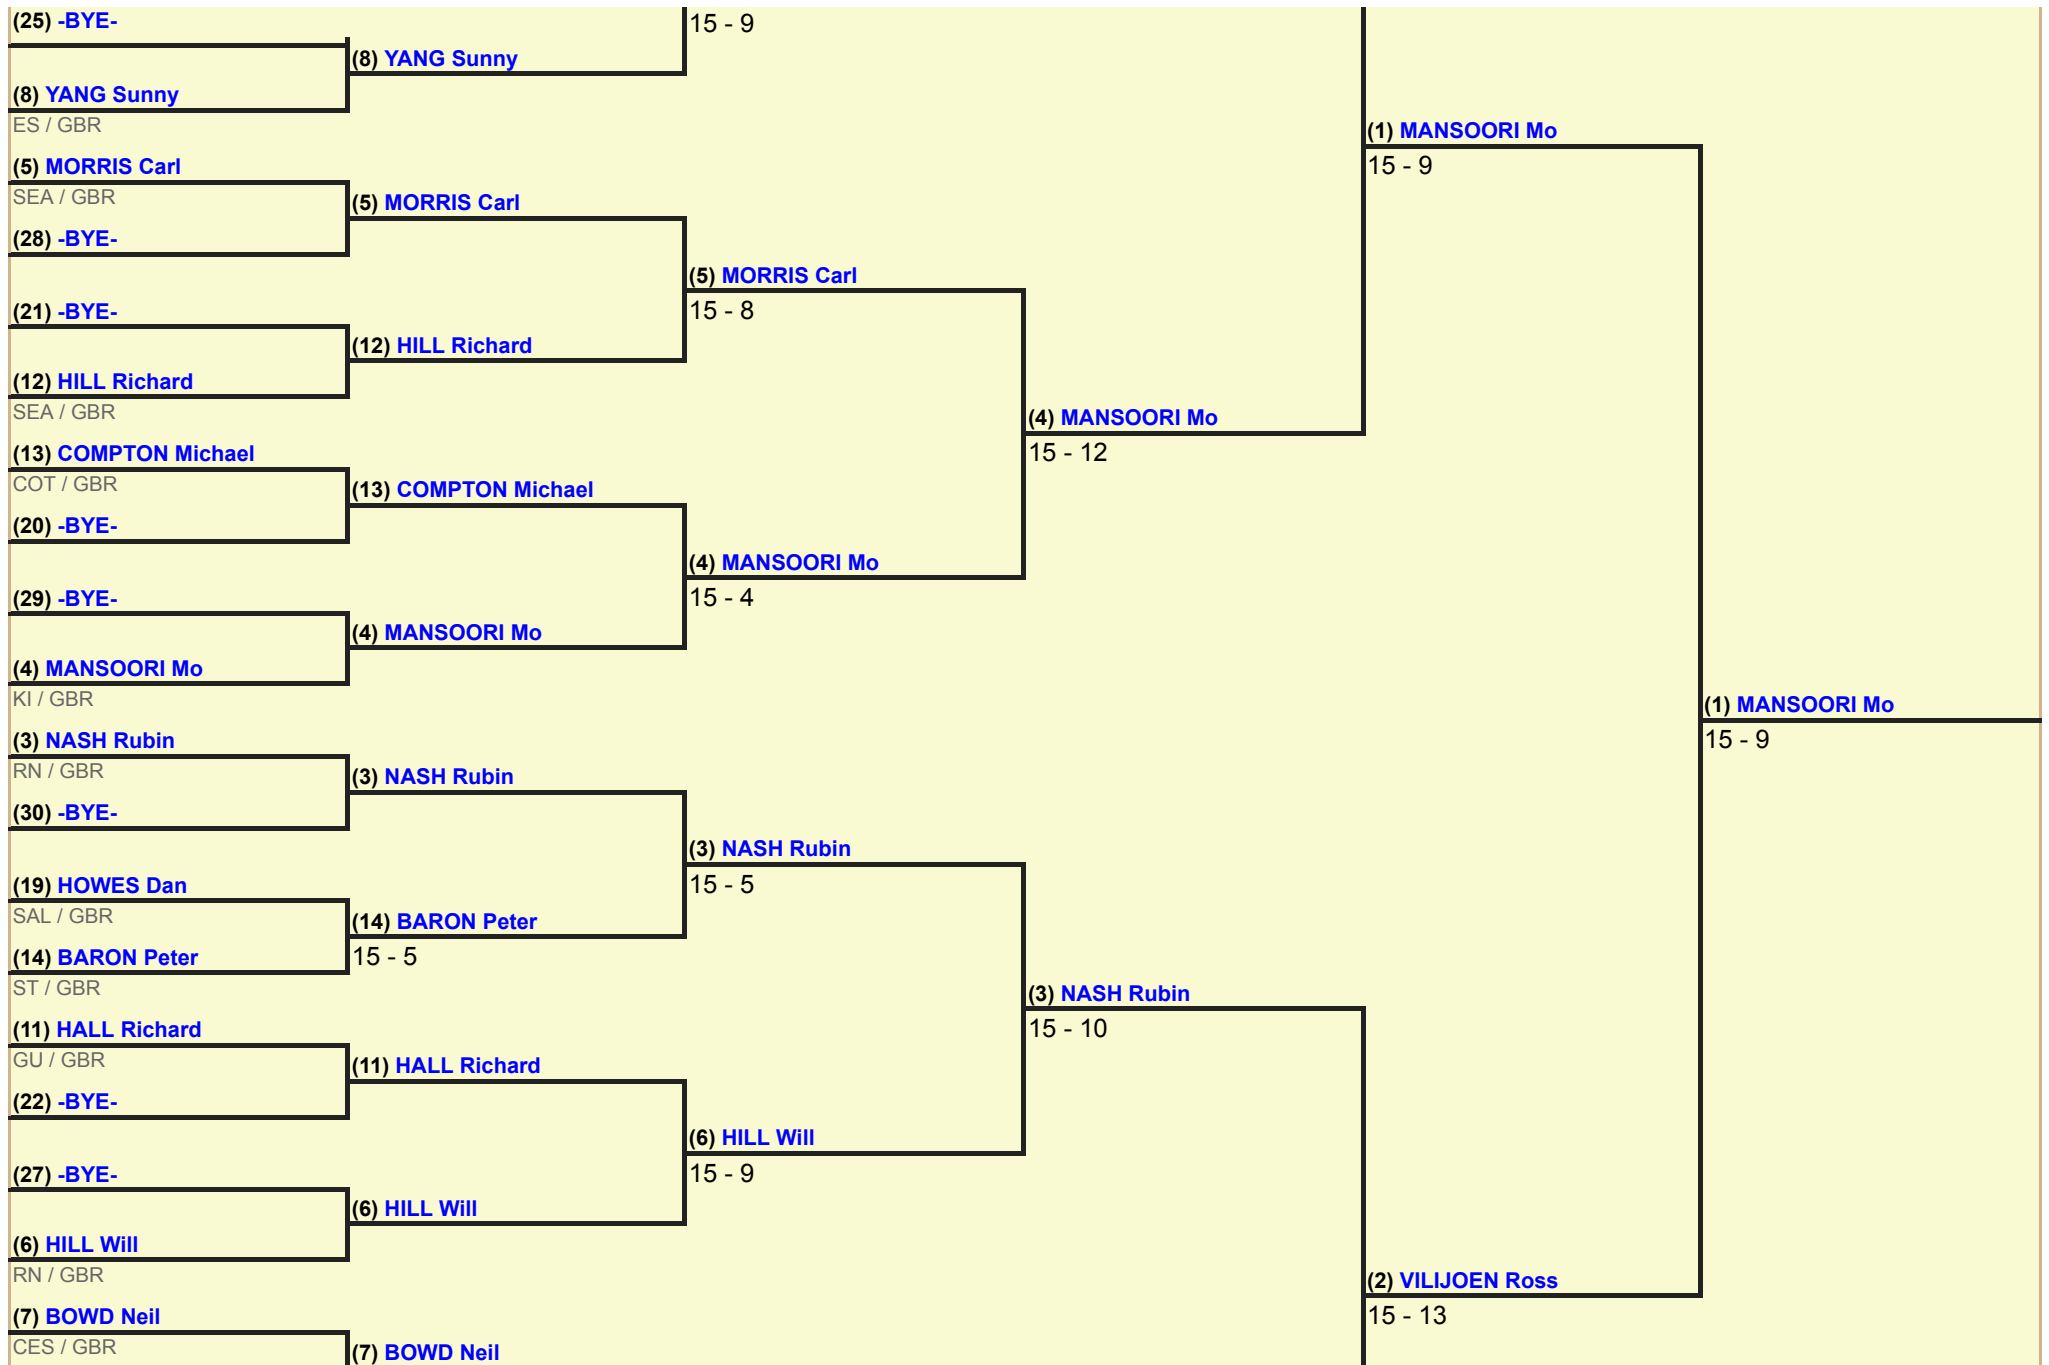 (25) -BYE-
(8) YANG Sunny
ES / GBR
(5) MORRIS Carl
SEA / GBR
(28) -BYE-
(21) -BYE-
(12) HILL Richard
SEA / GBR
(13) COMPTON Michael
COT / GBR
(20) -BYE-
(29) -BYE-
(4) MANSOORI Mo
KI / GBR
(3) NASH Rubin
RN / GBR
(30) -BYE-
(19) HOWES Dan
SAL / GBR
(14) BARON Peter
ST / GBR
(11) HALL Richard
GU / GBR
(22) -BYE-
(27) -BYE-
(6) HILL Will
RN / GBR
(7) BOWD Neil
CES / GBR
(8) YANG Sunny
(5) MORRIS Carl
(12) HILL Richard
(13) COMPTON Michael
(4) MANSOORI Mo
(3) NASH Rubin
(14) BARON Peter
15 - 5
(11) HALL Richard
(6) HILL Will
(7) BOWD Neil
15 - 9
(5) MORRIS Carl
15 - 8
(4) MANSOORI Mo
15 - 4
(3) NASH Rubin
15 - 5
(6) HILL Will
15 - 9
(4) MANSOORI Mo
15 - 12
(3) NASH Rubin
15 - 10
(1) MANSOORI Mo
15 - 9
(2) VILIJOEN Ross
15 - 13
(1) MANSOORI Mo
15 - 9